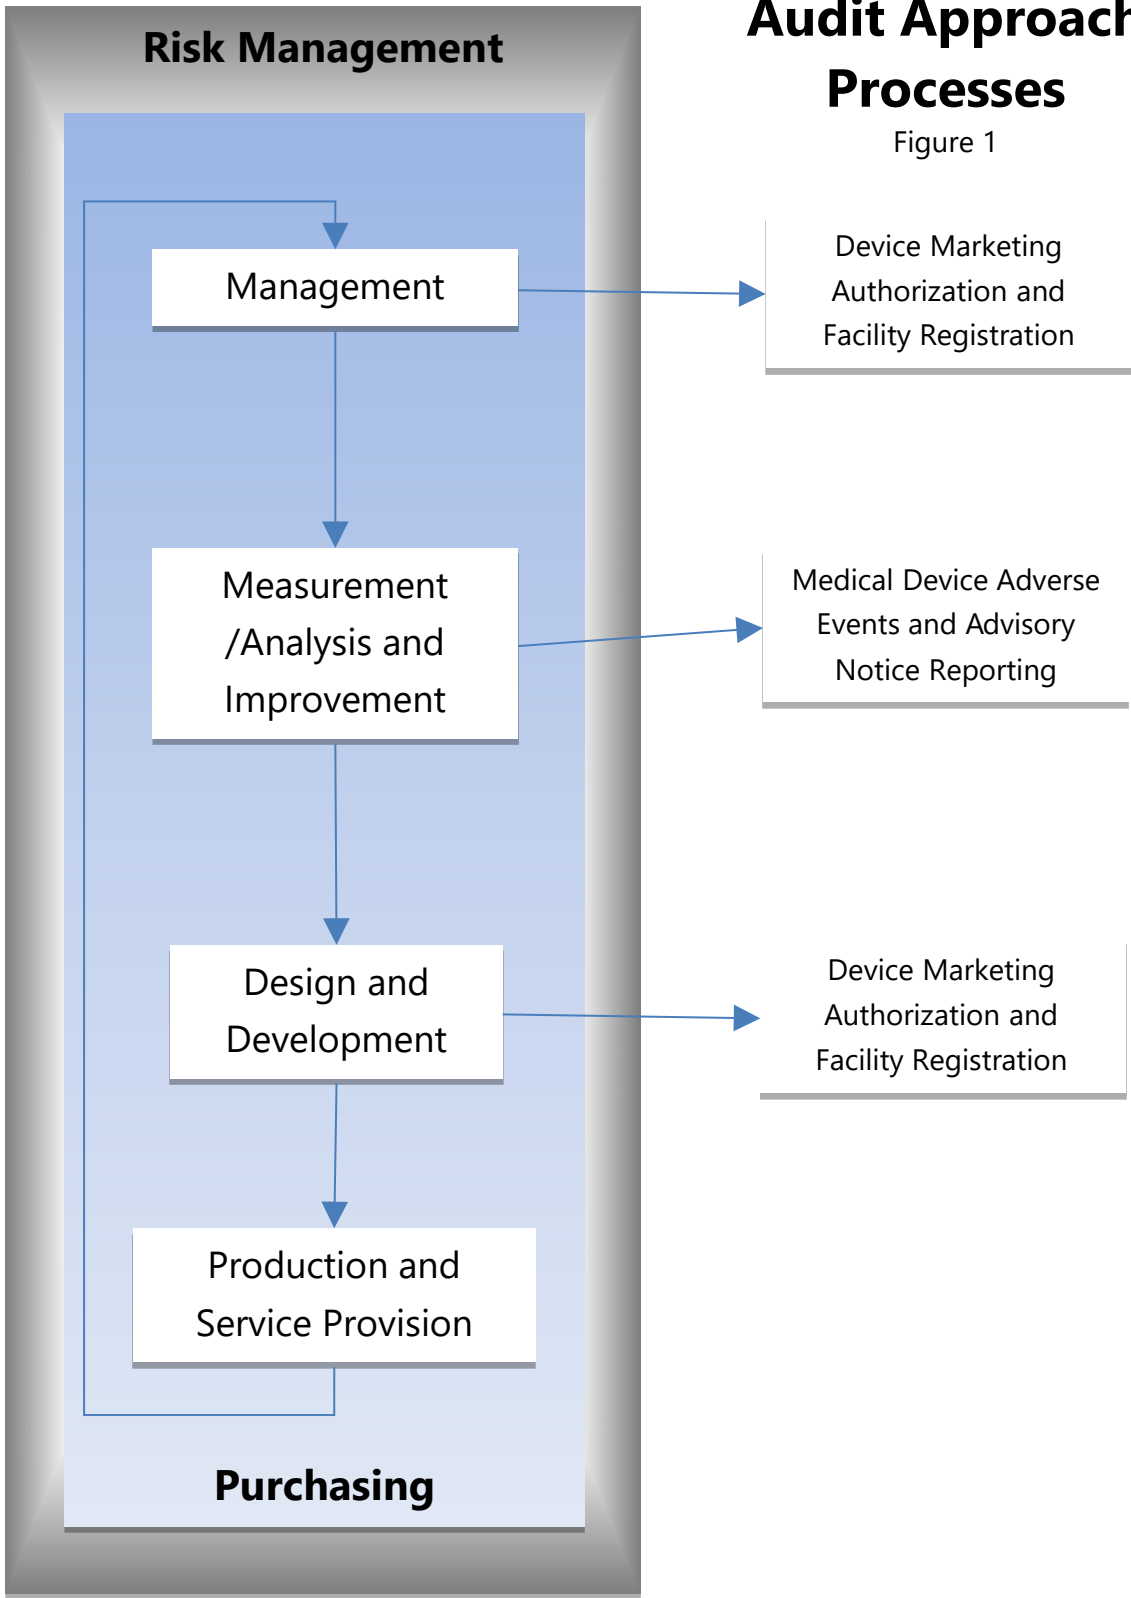 Audit Approach
Processes
Figure 1
Risk Management
Management
Device Marketing
Authorization and
Facility Registration
Measurement
/Analysis and
Improvement
Medical Device Adverse
Events and Advisory
Notice Reporting
Design and
Development
Device Marketing
Authorization and
Facility Registration
Production and
Service Provision
Purchasing